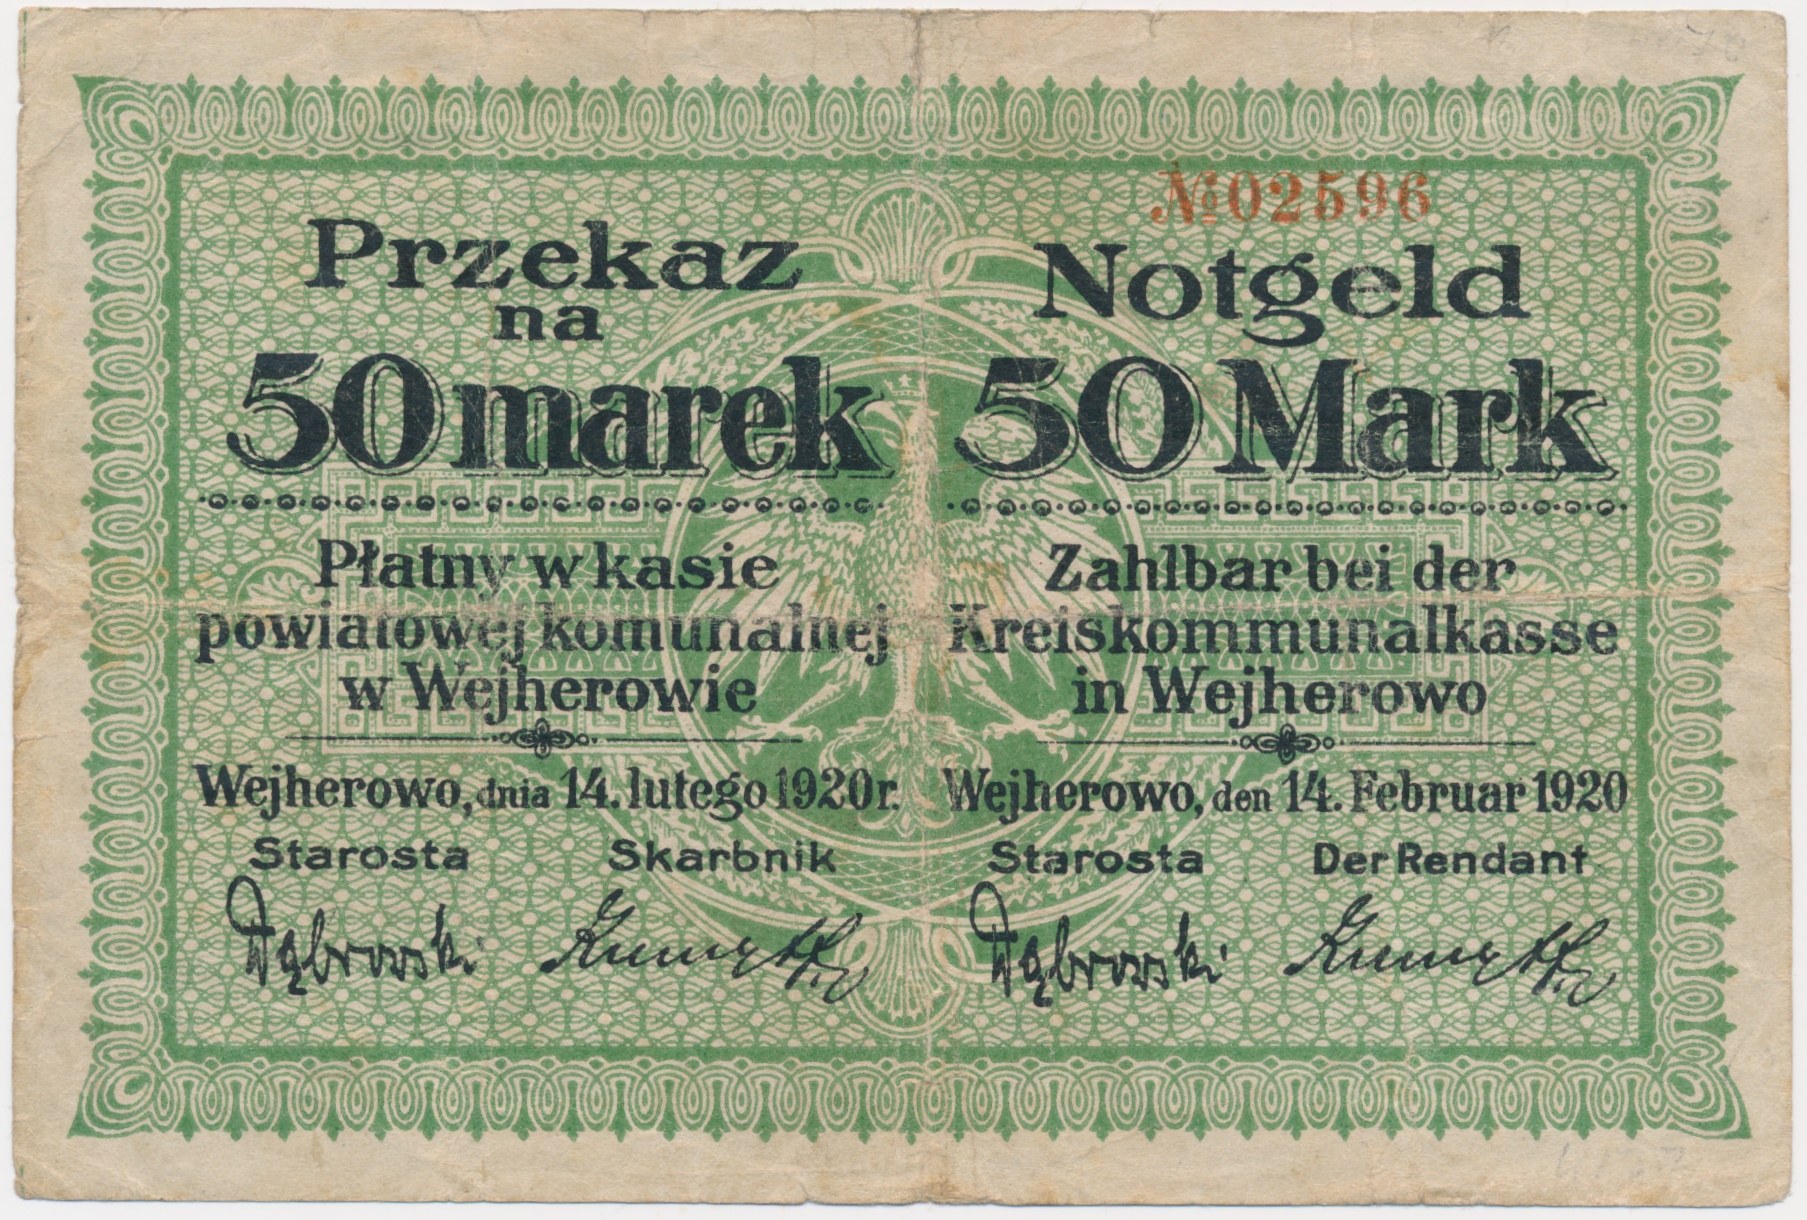 №02596
Przekaz
na
50 marek
Płatny w kasie
powiatowej komunalnej
w Wejherowie
Wejherowo, dnia 14. lutego 1920 r.
Starosta Skarbnik
Dąbrowski
Notgeld
50 Mark
Zahlbar bei der
Kreiskommunalkasse
in Wejherowo
Wejherowo, den 14. Februar 1920
Starosta Der Rendant
Dąbrowski